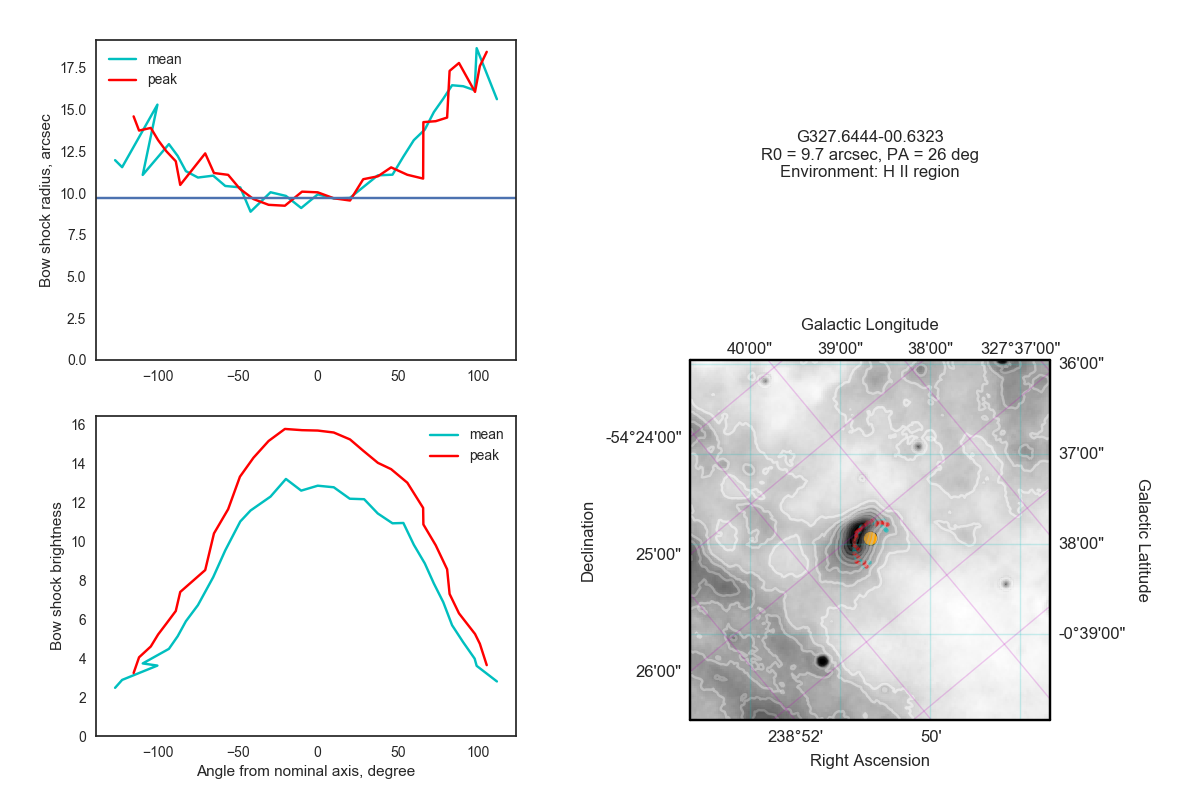 mean
peak
17.5
15.0
12.5
10.0
7.5
5.0
2.5
0.0
Bow shock radius, arcsec
−100
−50
0
50
100
G327.6444-00.6323
R0 = 9.7 arcsec, PA = 26 deg
Environment: H II region
mean
peak
16
14
12
10
8
6
4
2
0
Bow shock brightness
−100
−50
0
50
100
Angle from nominal axis, degree
Galactic Longitude
40'00"
39'00"
38'00"
327°37'00"
36'00"
37'00"
38'00"
-0°39'00"
Galactic Latitude
-54°24'00"
25'00"
26'00"
Declination
238°52'
50'
Right Ascension